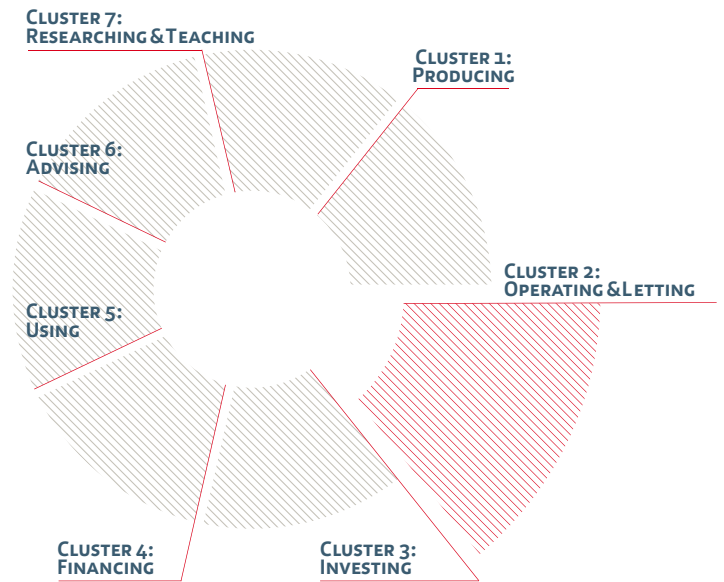 Cluster 7:
Researching & Teaching
Cluster 1:
Producing
Cluster 6:
Advising
Cluster 2:
Operating & Letting
Cluster 5:
Using
Cluster 4:
Financing
Cluster 3:
Investing